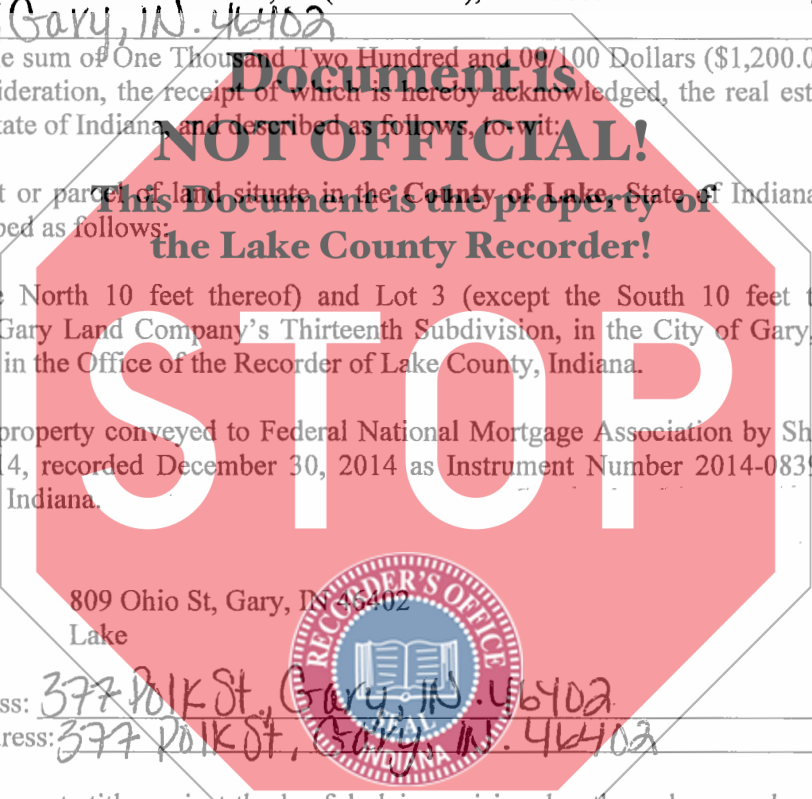 Gary, IN. 46402
sum of One Thousand Two Hundred and 00/100 Dollars ($1,200.0
ideration, the receipt of which is hereby acknowledged, the real est
tate of Indiana, and described as follows, to-wit:
Document is
NOT OFFICIAL!
This Document is the property of
the Lake County Recorder!
t or parcel of land situate in the County of Lake, State of Indiana
bed as follows:
North 10 feet thereof) and Lot 3 (except the South 10 feet t
Gary Land Company's Thirteenth Subdivision, in the City of Gary,
in the Office of the Recorder of Lake County, Indiana.
STOP
property conveyed to Federal National Mortgage Association by Sh
14, recorded December 30, 2014 as Instrument Number 2014-0839
Indiana.
809 Ohio St, Gary, IN 46402
Lake
RECORDER'S OFFICE
SEAL
INDIANA
ss: 377 Polk St., Gary, IN. 46402
ress: 377 Polk St, Gary, IN. 46402